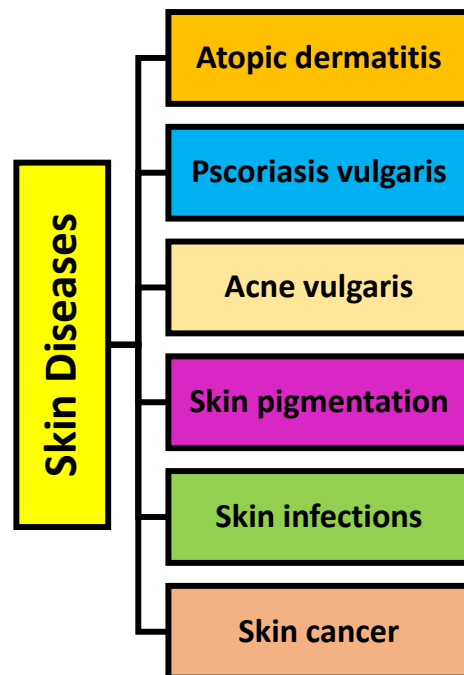 Skin Diseases
Atopic dermatitis
Pscoriasis vulgaris
Acne vulgaris
Skin pigmentation
Skin infections
Skin cancer